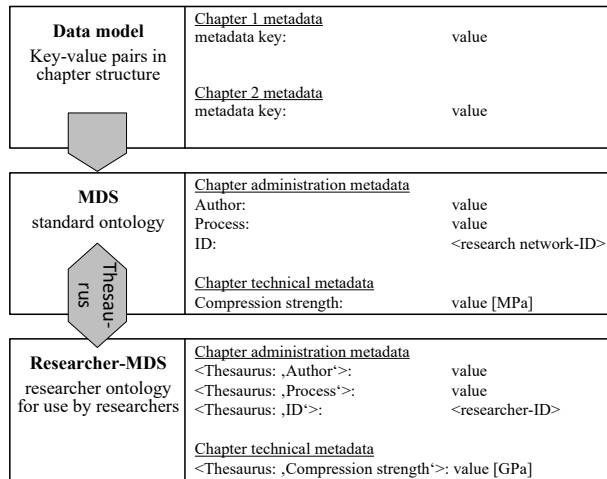 Data model
Key-value pairs in
chapter structure
Chapter 1 metadata
metadata key: value
Chapter 2 metadata
metadata key: value
MDS
standard ontology
Chapter administration metadata
Author: value
Process: value
ID: <research network-ID>
Chapter technical metadata
Compression strength: value [MPa]
Thesau-
rus
Researcher-MDS
researcher ontology
for use by researchers
Chapter administration metadata
<Thesaurus: ‚Author‘>: value
<Thesaurus: ‚Process‘>: value
<Thesaurus: ‚ID‘>: <researcher-ID>
Chapter technical metadata
<Thesaurus: ‚Compression strength‘>: value [GPa]